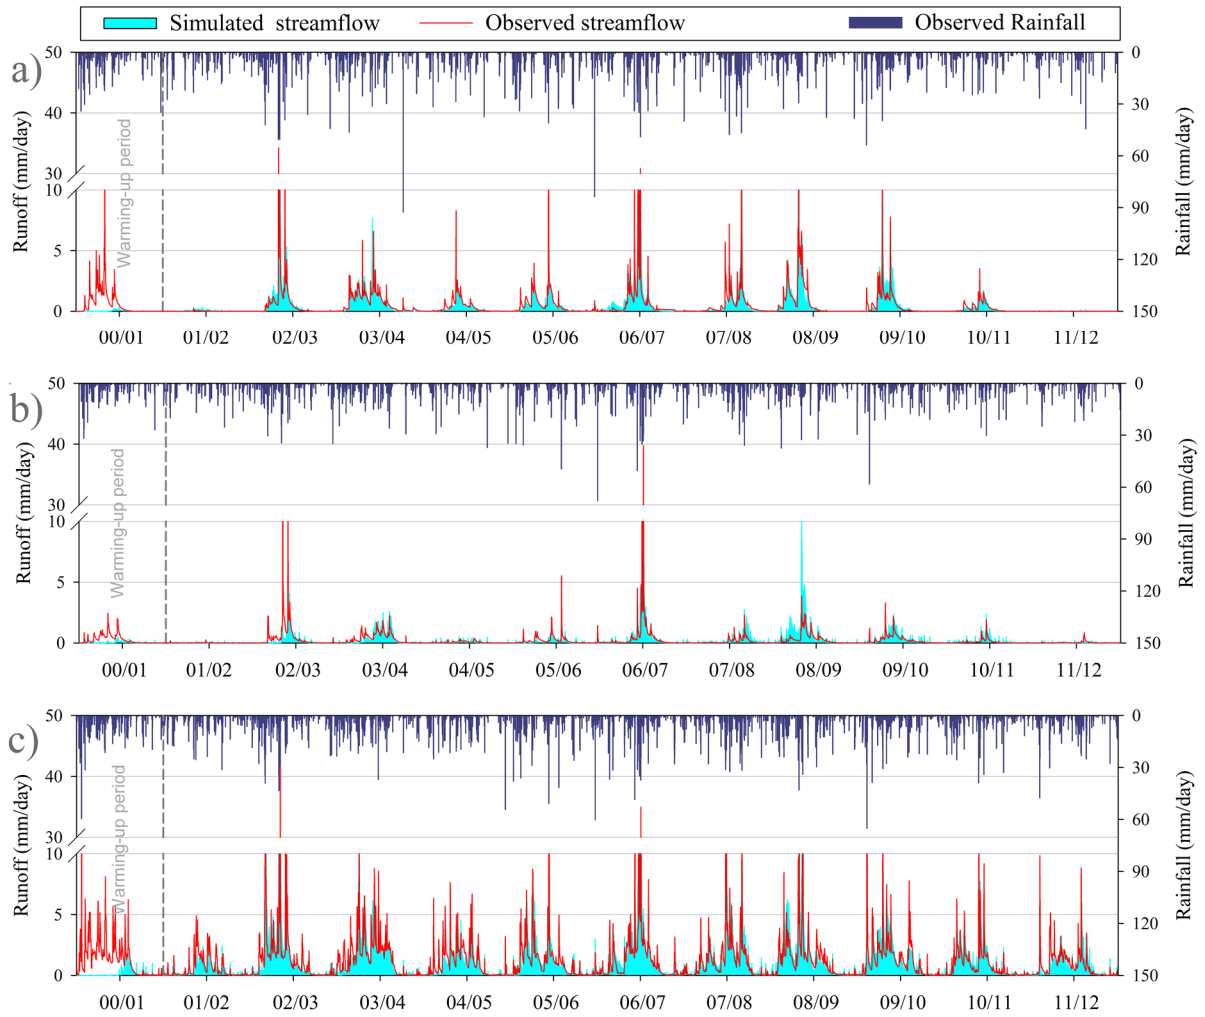 Simulated streamflow Observed streamflow Observed Rainfall
a)
50 0
40 30
30 60
10 90
5 120
0 150
Runoff (mm/day)
Warming-up period
Rainfall (mm/day)
00/01 01/02 02/03 03/04 04/05 05/06 06/07 07/08 08/09 09/10 10/11 11/12
b)
50 0
40 30
30 60
10 90
5 120
0 150
Runoff (mm/day)
Warming-up period
Rainfall (mm/day)
00/01 01/02 02/03 03/04 04/05 05/06 06/07 07/08 08/09 09/10 10/11 11/12
c)
50 0
40 30
30 60
10 90
5 120
0 150
Runoff (mm/day)
Warming-up period
Rainfall (mm/day)
00/01 01/02 02/03 03/04 04/05 05/06 06/07 07/08 08/09 09/10 10/11 11/12